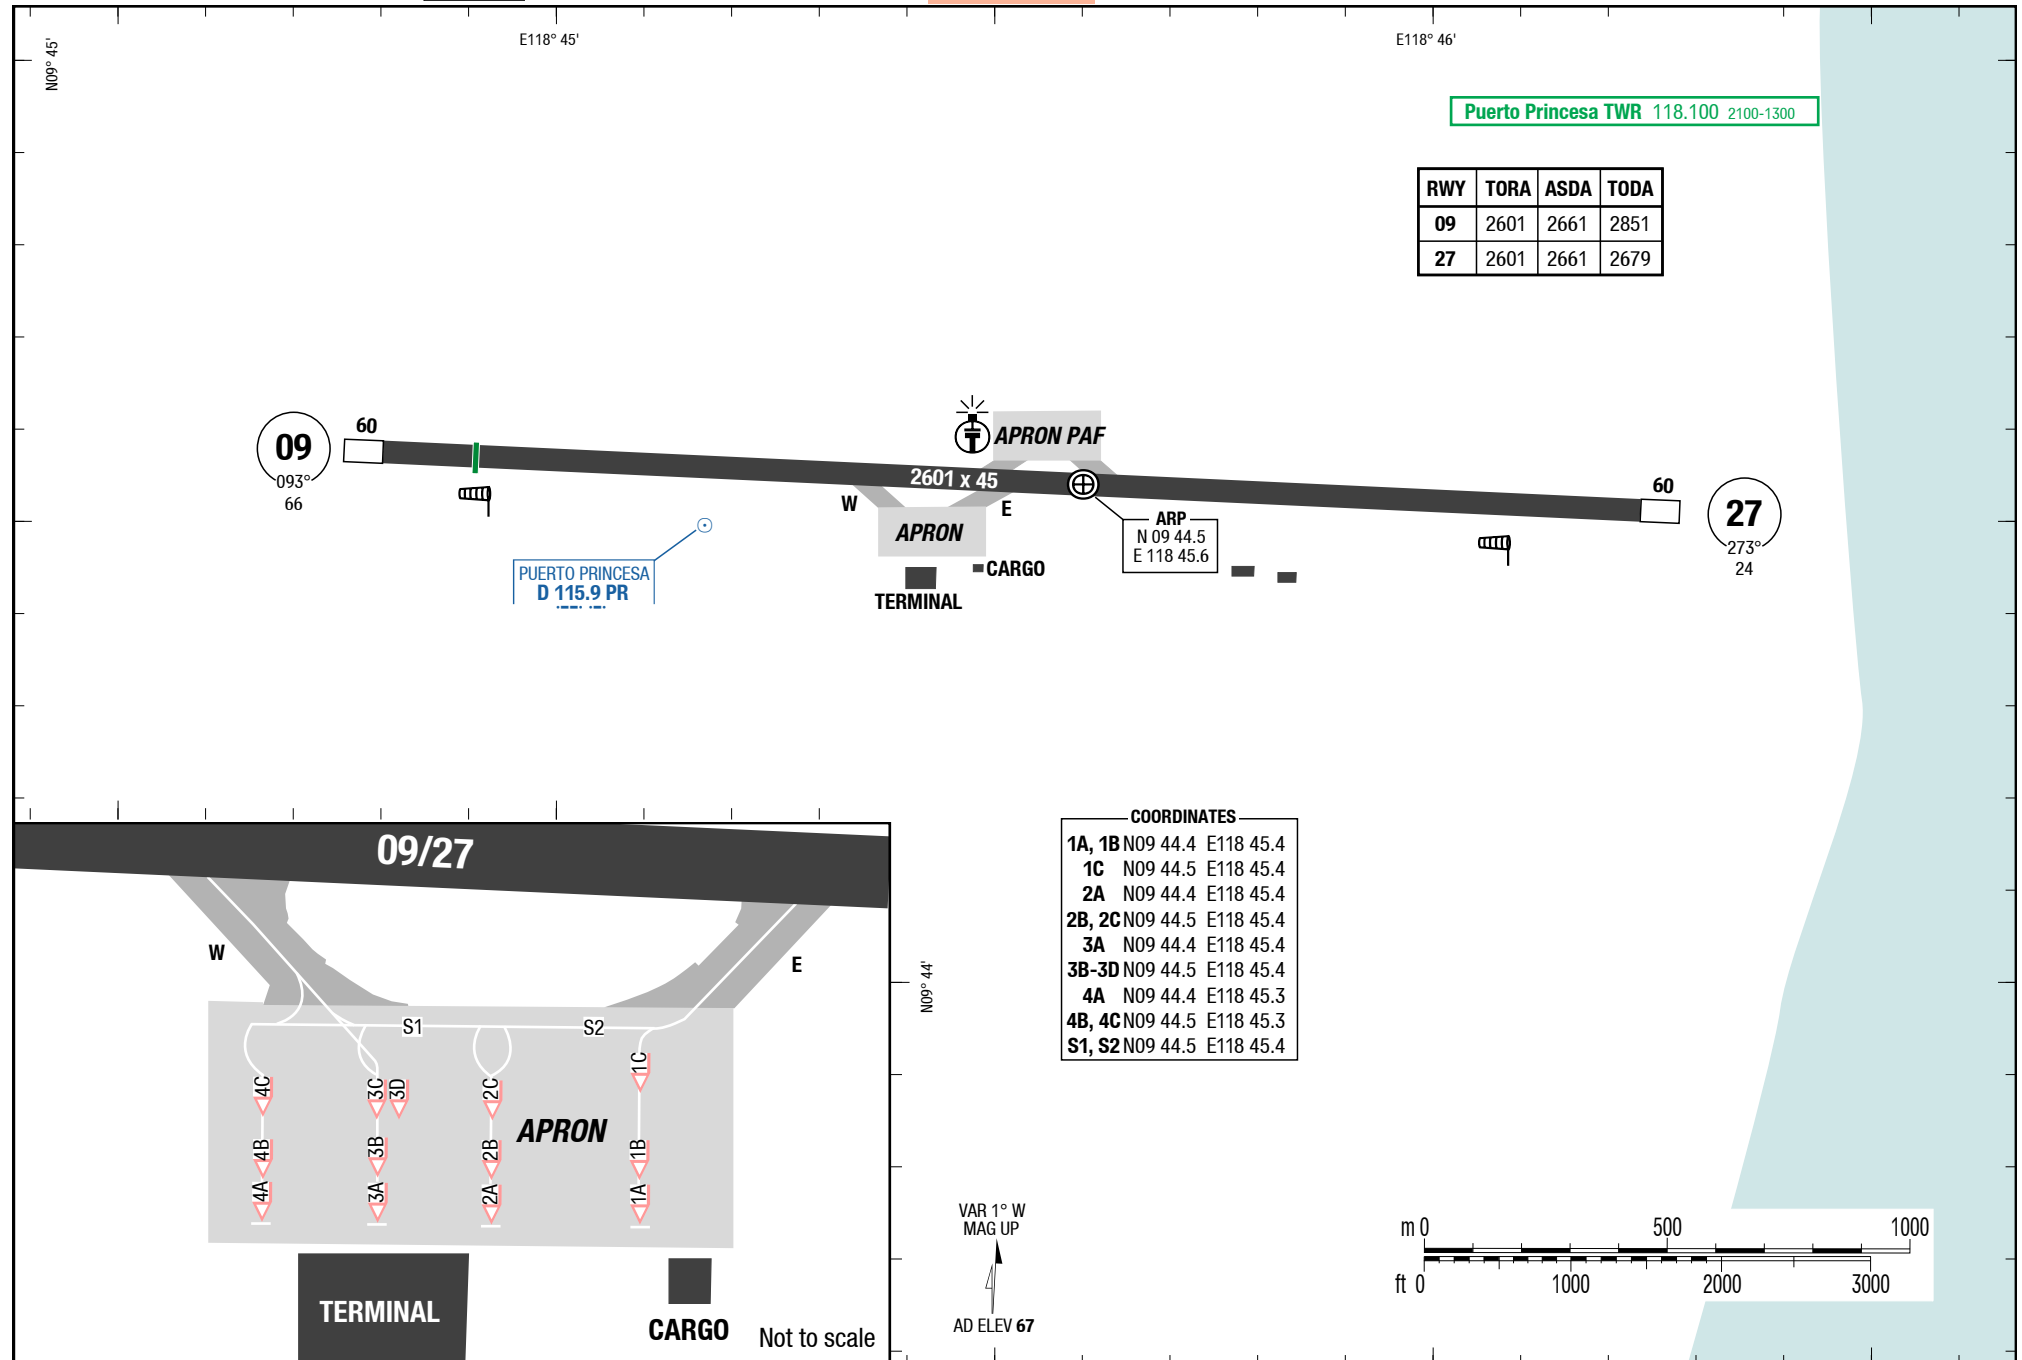 E118° 45'
E118° 46'
N09° 45'
Puerto Princesa TWR 118.100 2100-1300
RWY TORA ASDA TODA
09 2601 2661 2851
27 2601 2661 2679
09
093°
66
60
2601 x 45
APRON PAF
W
E
APRON
CARGO
TERMINAL
ARP
N 09 44.5
E 118 45.6
60
27
273°
24
PUERTO PRINCESA
D 115.9 PR
09/27
W
E
S1
S2
4C
3C
3D
2C
1C
4B
3B
2B
1B
4A
3A
2A
1A
APRON
TERMINAL
CARGO
Not to scale
N09° 44'
COORDINATES
1A, 1B N09 44.4 E118 45.4
1C N09 44.5 E118 45.4
2A N09 44.4 E118 45.4
2B, 2C N09 44.5 E118 45.4
3A N09 44.4 E118 45.4
3B-3D N09 44.5 E118 45.4
4A N09 44.4 E118 45.3
4B, 4C N09 44.5 E118 45.3
S1, S2 N09 44.5 E118 45.4
VAR 1° W
MAG UP
AD ELEV 67
m 0 500 1000
ft 0 1000 2000 3000